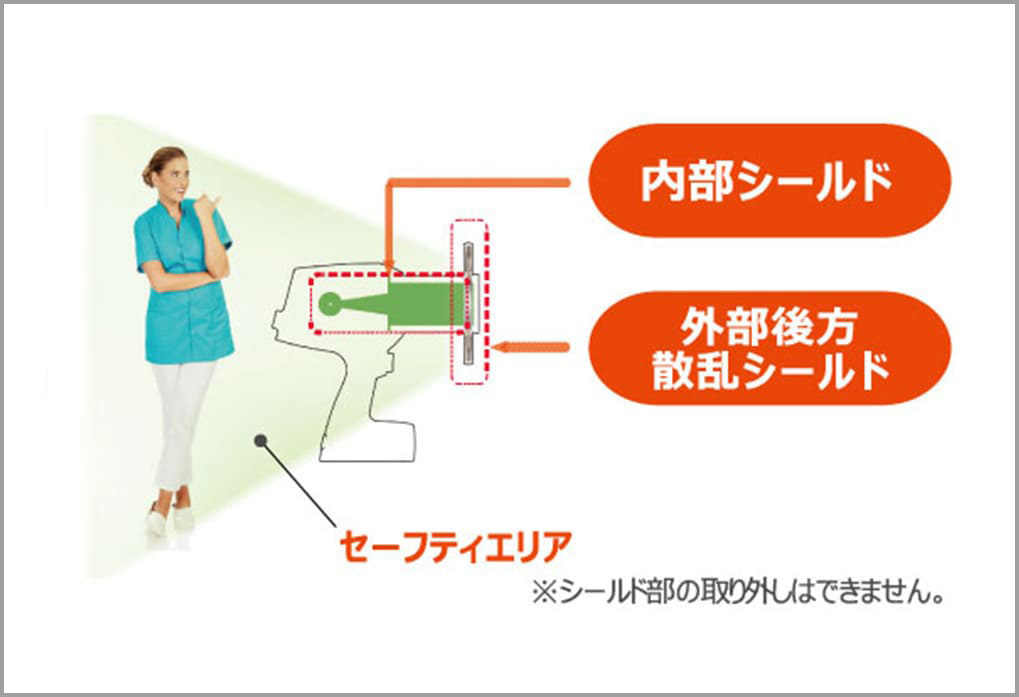 内部シールド
外部後方
散乱シールド
セーフティエリア
※シールド部の取り外しはできません。